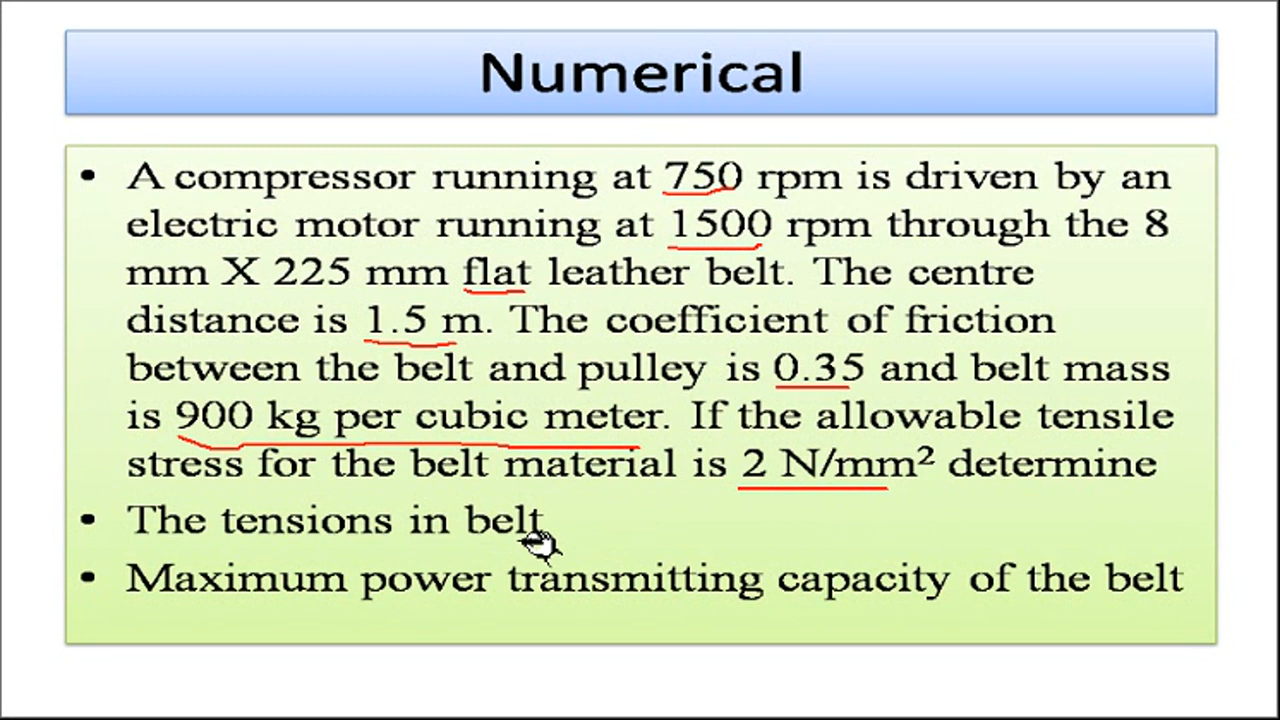 Numerical
• A compressor running at 750 rpm is driven by an
electric motor running at 1500 rpm through the 8
mm X 225 mm flat leather belt. The centre
distance is 1.5 m. The coefficient of friction
between the belt and pulley is 0.35 and belt mass
is 900 kg per cubic meter. If the allowable tensile
stress for the belt material is 2 N/mm² determine
• The tensions in belt
• Maximum power transmitting capacity of the belt